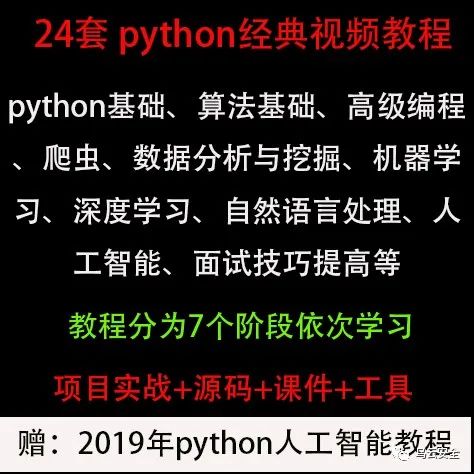 24套 python经典视频教程
python基础、算法基础、高级编程
、爬虫、数据分析与挖掘、机器学
习、深度学习、自然语言处理、人
工智能、面试技巧提高等
教程分为7个阶段依次学习
项目实战+源码+课件+工具
赠：2019年python人工智能教程
乌云安全